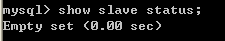 mysql> show slave status;
Empty set (0.00 sec)